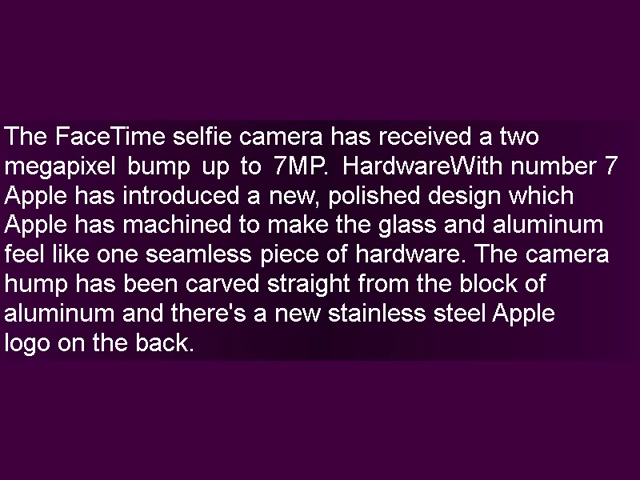 The FaceTime selfie camera has received a two
megapixel bump up to 7MP. HardwareWith number 7
Apple has introduced a new, polished design which
Apple has machined to make the glass and aluminum
feel like one seamless piece of hardware. The camera
hump has been carved straight from the block of
aluminum and there's a new stainless steel Apple
logo on the back.